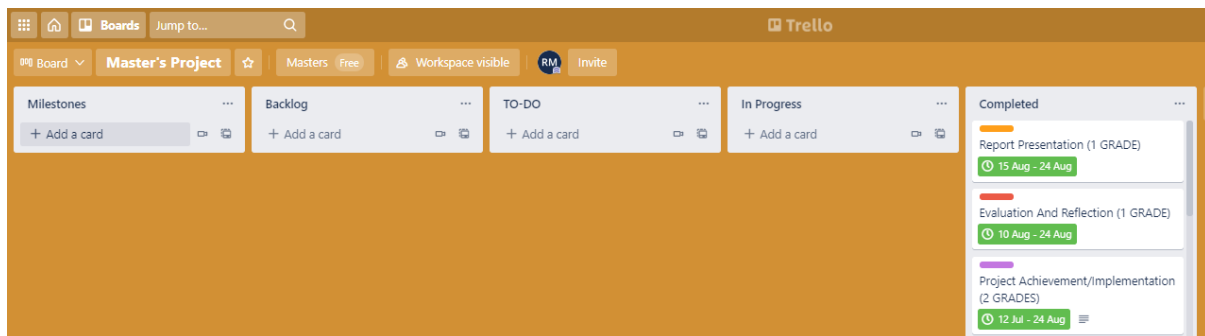 Boards Jump to... Trello
Board Master's Project Masters Free Workspace visible RM Invite
Milestones ... Backlog ... TO-DO ... In Progress ... Completed ...
+ Add a card + Add a card + Add a card + Add a card
Report Presentation (1 GRADE)
15 Aug - 24 Aug
Evaluation And Reflection (1 GRADE)
10 Aug - 24 Aug
Project Achievement/Implementation
(2 GRADES)
12 Jul - 24 Aug